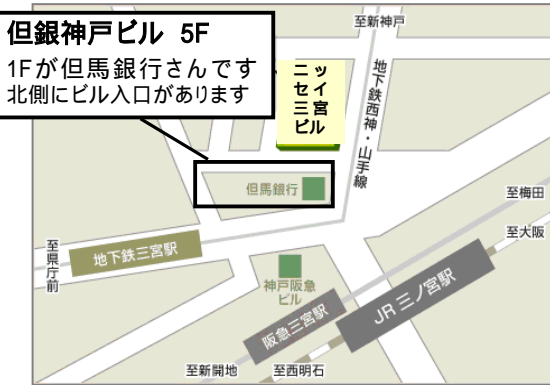 但銀神戸ビル 5F
1Fが但馬銀行さんです
北側にビル入口があります
至新神戸
ニッ
セイ
三宮
ビル
地下鉄西神・山手線
但馬銀行
至梅田
至大阪
至県庁前
地下鉄三宮駅
神戸阪急
ビル
JR三ノ宮駅
阪急三宮駅
至新開地
至西明石